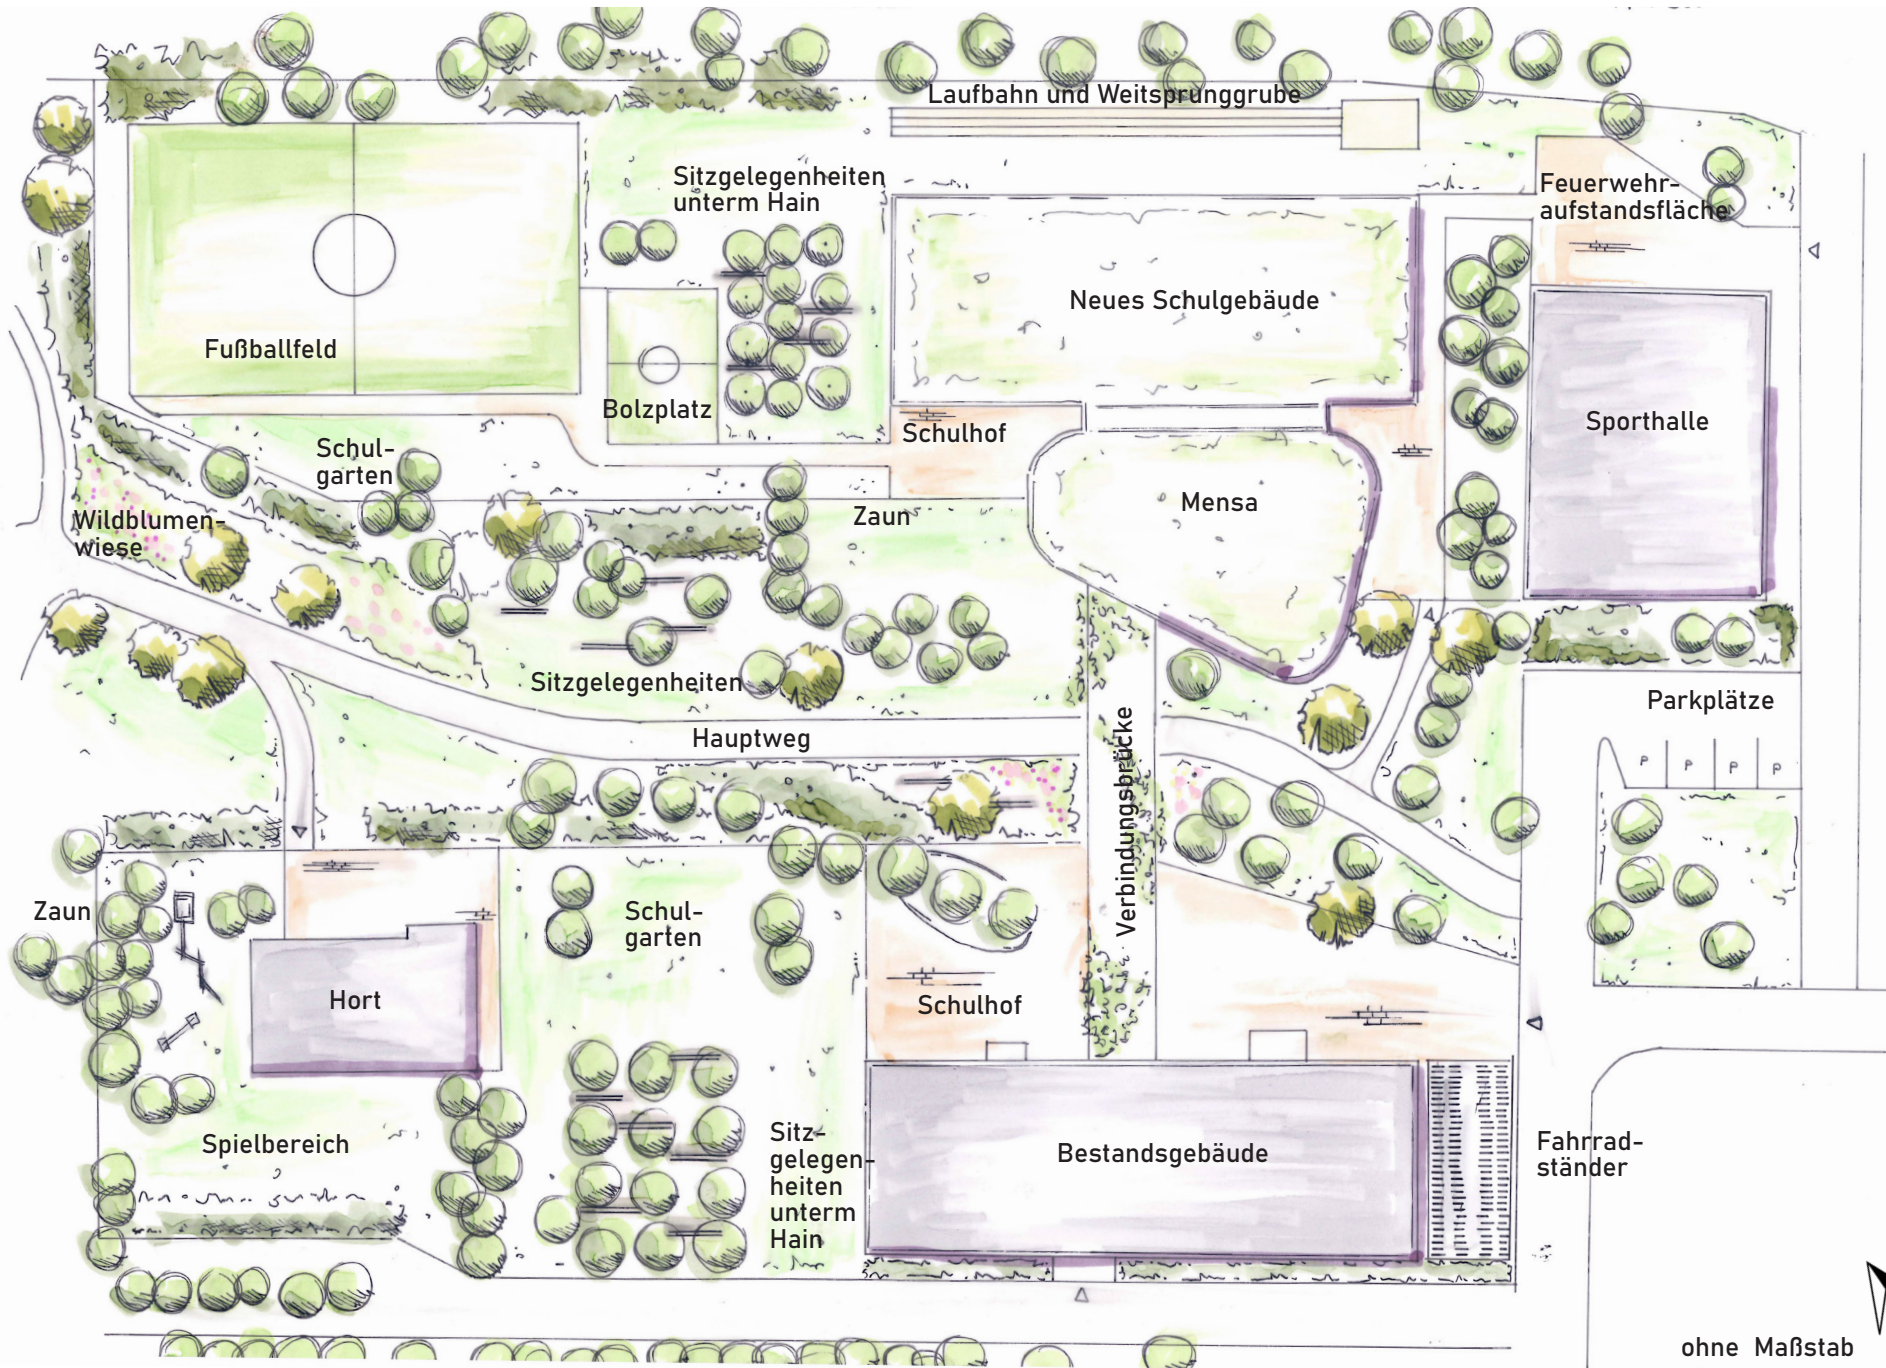 Laufbahn und Weitsprunggrube
Sitzgelegenheiten
unterm Hain
Feuerwehr-
aufstandsfläche
Neues Schulgebäude
Fußballfeld
Bolzplatz
Schulhof
Sporthalle
Schul-
garten
Mensa
Wildblumen-
wiese
Zaun
Sitzgelegenheiten
Parkplätze
Hauptweg
Verbindungsbrücke
P
P
P
P
Zaun
Schul-
garten
Hort
Schulhof
Spielbereich
Sitz-
gelegen-
heiten
unterm
Hain
Bestandsgebäude
Fahrrad-
ständer
ohne Maßstab